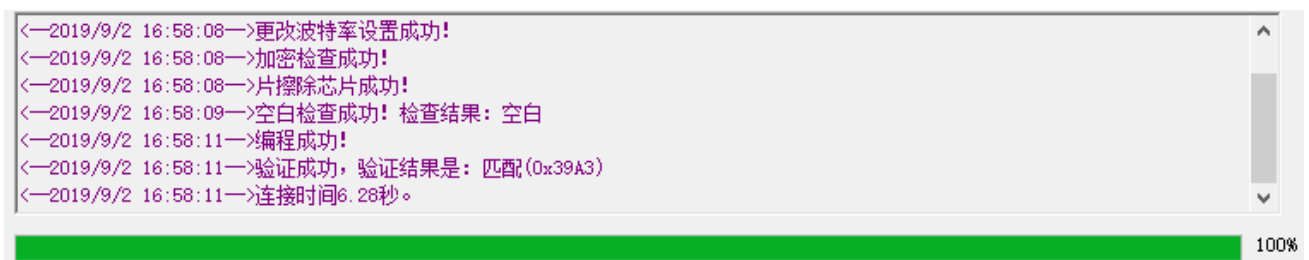 <—2019/9/2 16:58:08—>更改波特率设置成功!
<—2019/9/2 16:58:08—>加密检查成功!
<—2019/9/2 16:58:08—>片擦除芯片成功!
<—2019/9/2 16:58:09—>空白检查成功! 检查结果: 空白
<—2019/9/2 16:58:11—>编程成功!
<—2019/9/2 16:58:11—>验证成功，验证结果是: 匹配(0x39A3)
<—2019/9/2 16:58:11—>连接时间6.28秒。
100%